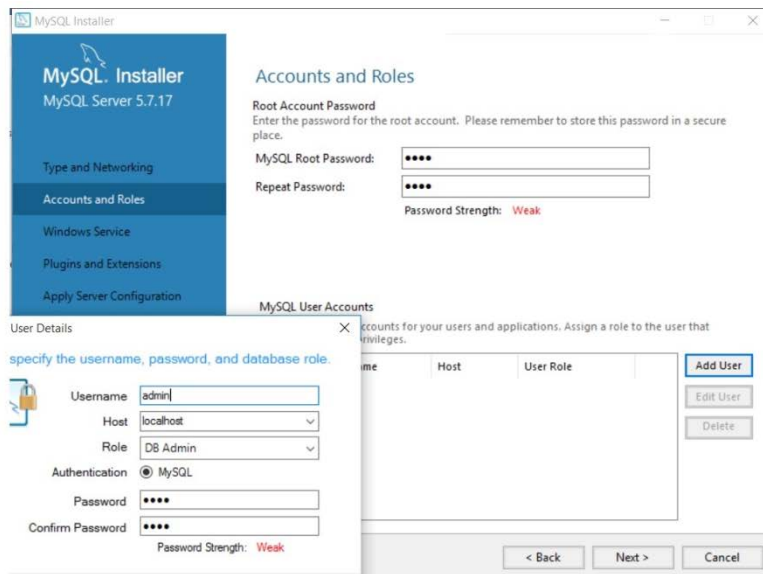 MySQL Installer
MySQL. Installer
MySQL Server 5.7.17
Type and Networking
Accounts and Roles
Windows Service
Plugins and Extensions
Apply Server Configuration
Accounts and Roles
Root Account Password
Enter the password for the root account. Please remember to store this password in a secure
place.
MySQL Root Password: ●●●●
Repeat Password: ●●●●
Password Strength: Weak
MySQL User Accounts
counts for your users and applications. Assign a role to the user that
rivileges.
me Host User Role
Add User
Edit User
Delete
User Details
specify the username, password, and database role.
Username admin
Host localhost
Role DB Admin
Authentication MySQL
Password ●●●●
Confirm Password ●●●●
Password Strength: Weak
< Back Next > Cancel